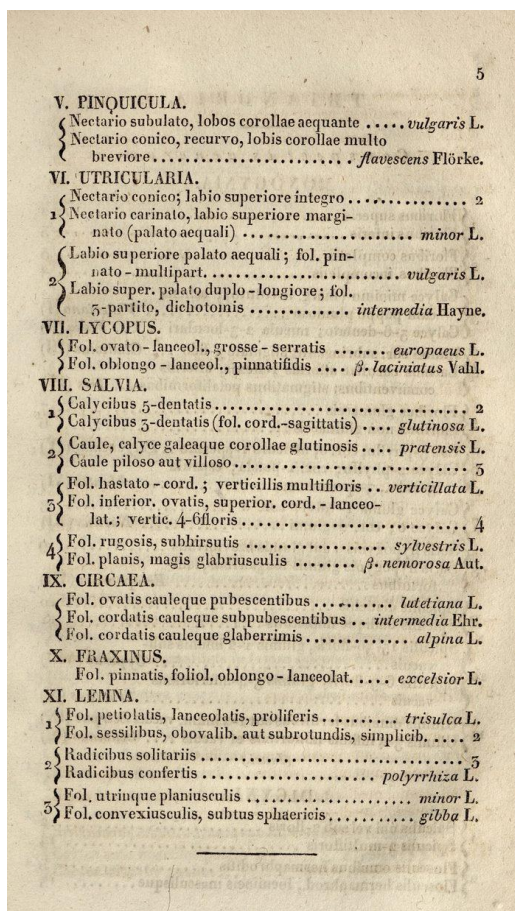 5
V. PINQUICULA.
Nectario subulato, lobos corollae aequante ..... vulgaris L.
Nectario conico, recurvo, lobis corollae multo
breviore ....................... flavescens Flörke.
VI. UTRICULARIA.
1 Nectario conico; labio superiore integro .............. 2
Nectario carinato, labio superiore margi-
nato (palato aequali) ................... minor L.
2 Labio superiore palato aequali; fol. pin-
nato-multipart. ....................... vulgaris L.
Labio super. palato duplo-longiore; fol.
3-partito, dichotomis ............ intermedia Hayne.
VII. LYCOPUS.
Fol. ovato-lanceol., grosse-serratis ....... europaeus L.
Fol. oblongo-lanceol., pinnatifidis .... β. laciniatus Vahl.
VIII. SALVIA.
1 Calycibus 5-dentatis ............................. 2
Calycibus 3-dentatis (fol. cord.-sagittatis) .... glutinosa L.
2 Caule, calyce galeaque corollae glutinosis .... pratensis L.
Caule piloso aut villoso ............................ 3
3 Fol. hastato-cord.; verticillis multifloris .. verticillata L.
Fol. inferior. ovatis, superior. cord.-lanceo-
lat.; vertic. 4-6floris ......................... 4
4 Fol. rugosis, subhirsutis ................. sylvestris L.
Fol. planis, magis glabriusculis ........ β. nemorosa Aut.
IX. CIRCAEA.
Fol. ovatis cauleque pubescentibus .......... lutetiana L.
Fol. cordatis cauleque subpubescentibus .. intermedia Ehr.
Fol. cordatis cauleque glaberrimis ............ alpina L.
X. FRAXINUS.
Fol. pinnatis, foliol. oblongo-lanceolat. ..... excelsior L.
XI. LEMNA.
1 Fol. petiolatis, lanceolatis, proliferis .......... trisulca L.
Fol. sessilibus, obovalib. aut subrotundis, simplicib. .... 2
2 Radicibus solitariis ............................... 3
Radicibus confertis .................... polyrrhiza L.
3 Fol. utrinque planiusculis ................... minor L.
Fol. convexiusculis, subtus sphaericis .......... gibba L.